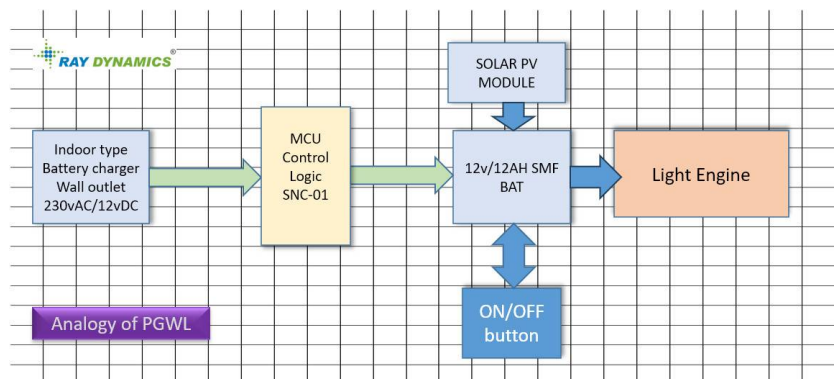 RAY DYNAMICS®
SOLAR PV
MODULE
Indoor type
Battery charger
Wall outlet
230vAC/12vDC
MCU
Control
Logic
SNC-01
12v/12AH SMF
BAT
Light Engine
ON/OFF
button
Analogy of PGWL